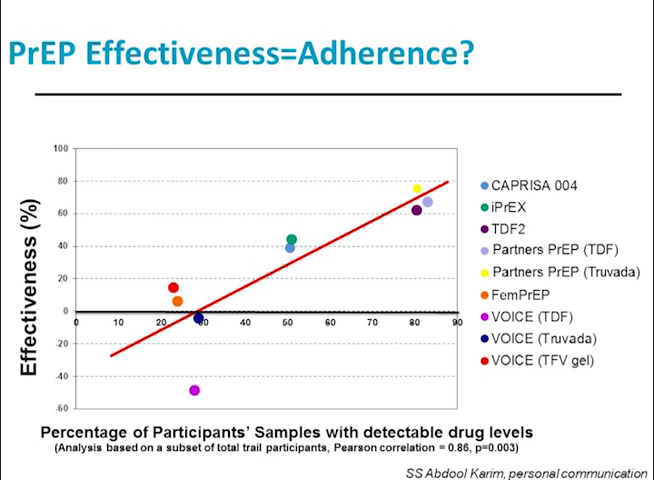 PrEP Effectiveness=Adherence?
100
80
60
40
20
0
-20
-40
-60
0 10 20 30 40 50 60 70 80 90
Effectiveness (%)
CAPRISA 004
iPrEX
TDF2
Partners PrEP (TDF)
Partners PrEP (Truvada)
FemPrEP
VOICE (TDF)
VOICE (Truvada)
VOICE (TFV gel)
Percentage of Participants' Samples with detectable drug levels
(Analysis based on a subset of total trail participants, Pearson correlation = 0.86, p=0.003)
SS Abdool Karim, personal communication